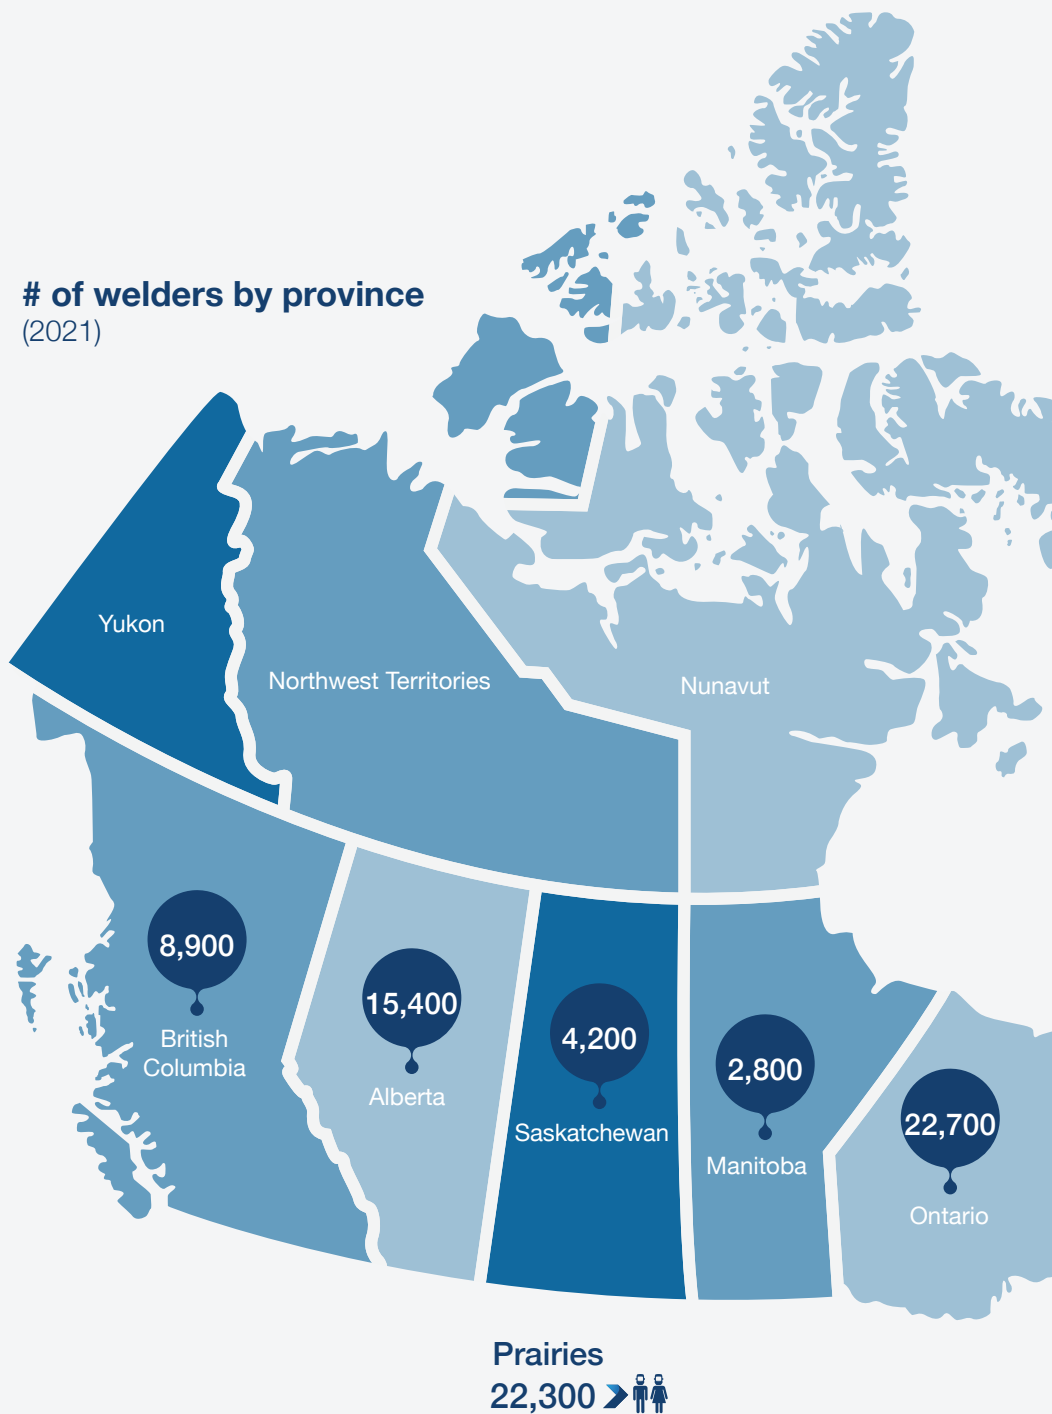 # of welders by province
(2021)
Yukon
Northwest Territories
Nunavut
8,900
British
Columbia
15,400
Alberta
4,200
Saskatchewan
2,800
Manitoba
22,700
Ontario
Prairies
22,300